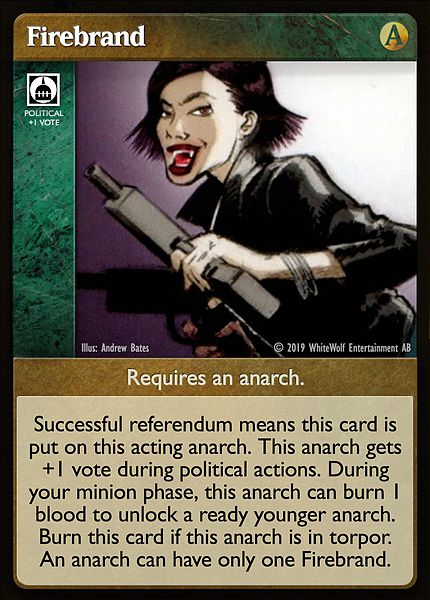 Firebrand
A
POLITICAL
+1 VOTE
Illus: Andrew Bates
© 2019 WhiteWolf Entertainment AB
Requires an anarch.
Successful referendum means this card is
put on this acting anarch. This anarch gets
+1 vote during political actions. During
your minion phase, this anarch can burn 1
blood to unlock a ready younger anarch.
Burn this card if this anarch is in torpor.
An anarch can have only one Firebrand.